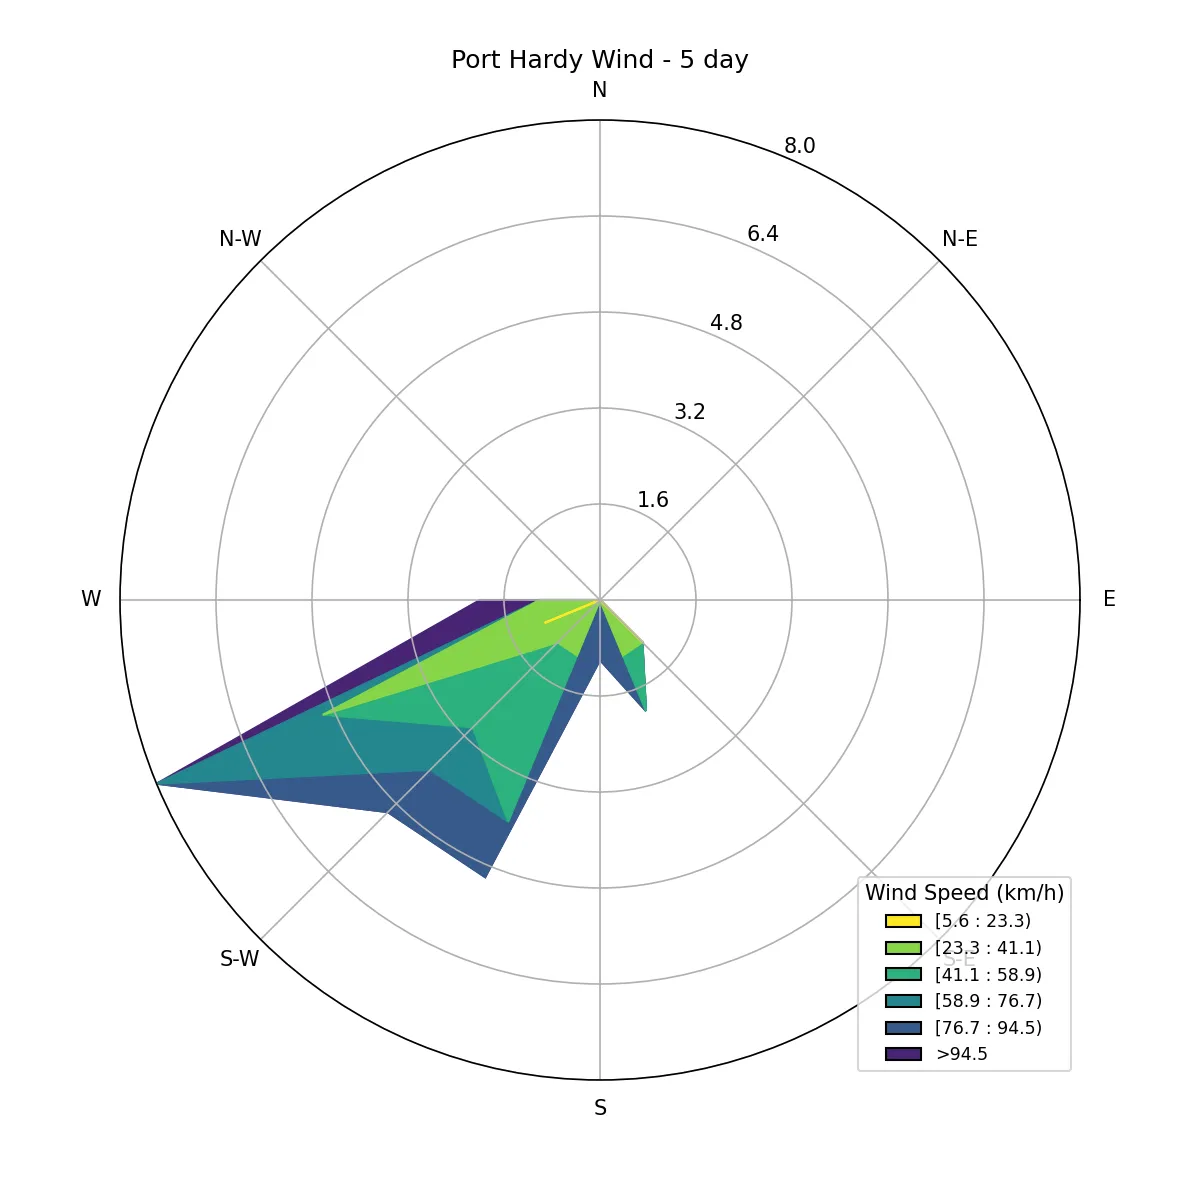 Port Hardy Wind - 5 day
N
8.0
N-W
6.4
N-E
4.8
3.2
1.6
W
E
S-W
S-E
S
Wind Speed (km/h)
[5.6 : 23.3)
[23.3 : 41.1)
[41.1 : 58.9)
[58.9 : 76.7)
[76.7 : 94.5)
>94.5